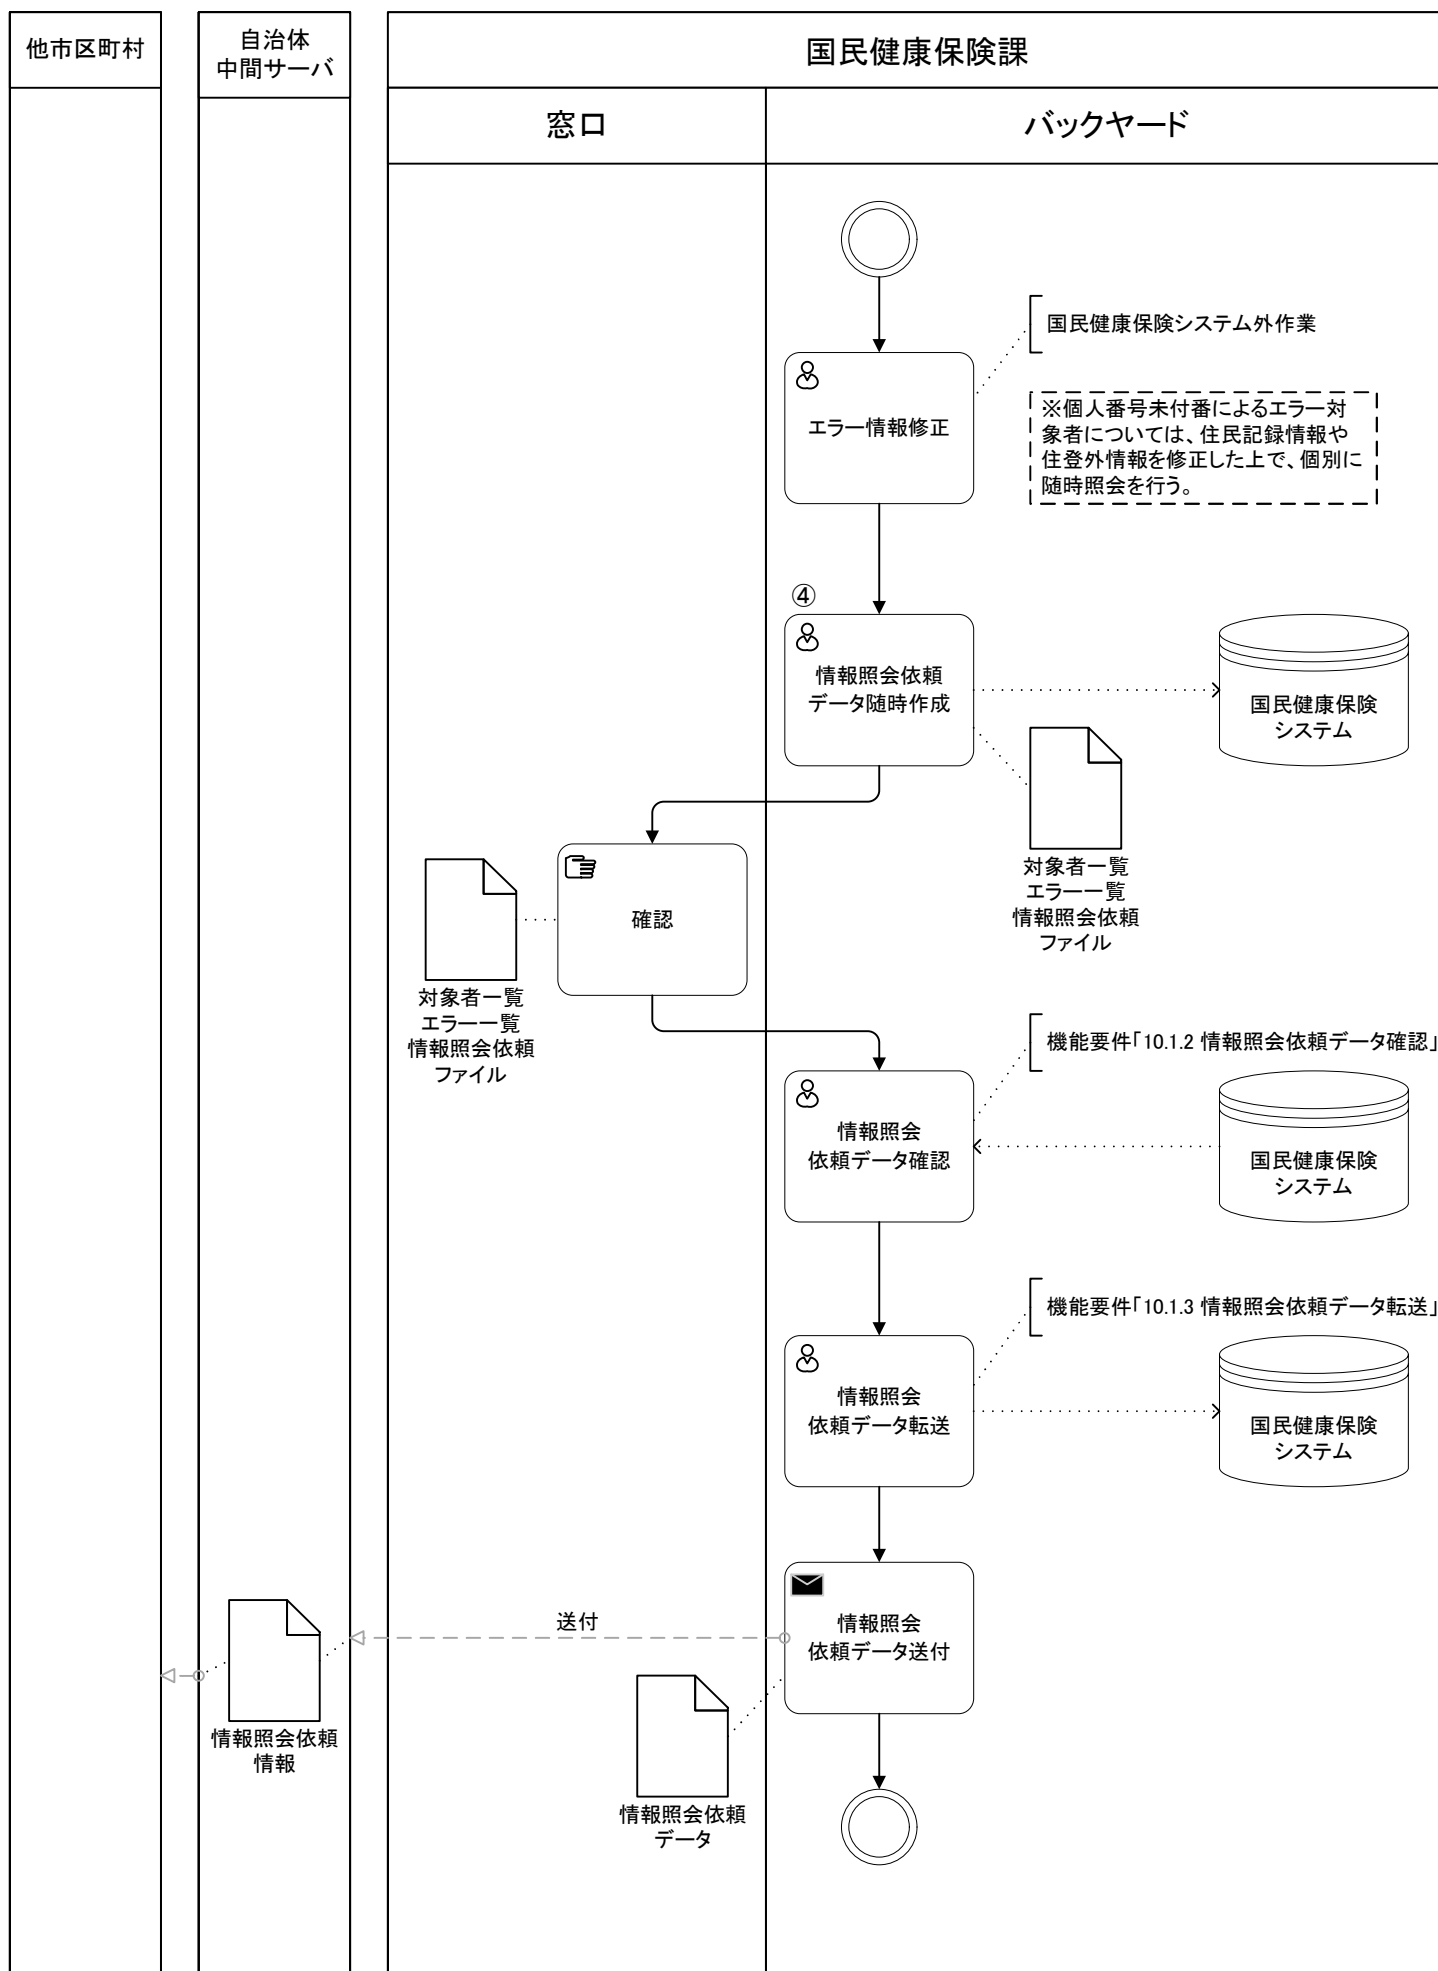 他市区町村
自治体
中間サーバ
国民健康保険課
窓口
バックヤード
国民健康保険システム外作業
エラー情報修正
※個人番号未付番によるエラー対
象者については、住民記録情報や
住登外情報を修正した上で、個別に
随時照会を行う。
④
情報照会依頼
データ随時作成
国民健康保険
システム
対象者一覧
エラー一覧
情報照会依頼
ファイル
確認
対象者一覧
エラー一覧
情報照会依頼
ファイル
機能要件「10.1.2 情報照会依頼データ確認」
情報照会
依頼データ確認
国民健康保険
システム
機能要件「10.1.3 情報照会依頼データ転送」
情報照会
依頼データ転送
国民健康保険
システム
送付
情報照会
依頼データ送付
情報照会依頼
情報
情報照会依頼
データ